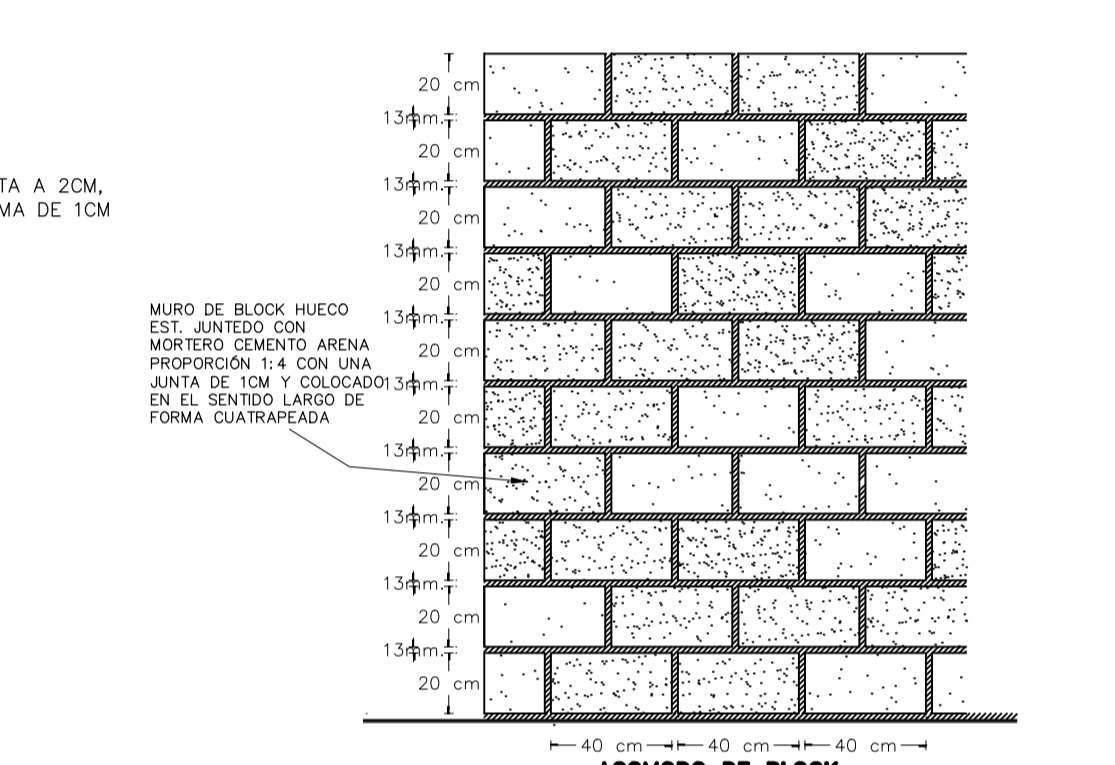 TA A 2CM,
MA DE 1CM
MURO DE BLOCK HUECO
EST. JUNTEDO CON
MORTERO CEMENTO ARENA
PROPORCIÓN 1:4 CON UNA
JUNTA DE 1CM Y COLOCADO
EN EL SENTIDO LARGO DE
FORMA CUATRAPEADA
20 cm
13mm.
20 cm
13mm.
20 cm
13mm.
20 cm
13mm.
20 cm
13mm.
20 cm
13mm.
20 cm
13mm.
20 cm
13mm.
20 cm
13mm.
20 cm
40 cm 40 cm 40 cm
ACOMODO DE BLOCK